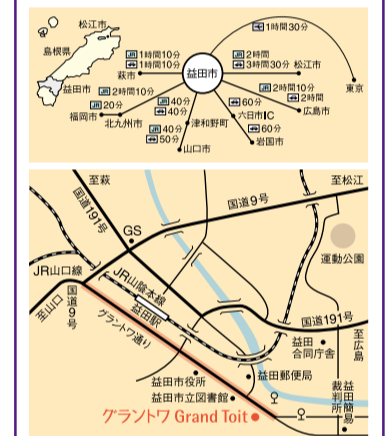 松江市
島根県
益田市
1時間30分
JR 1時間10分
1時間10分
萩市
益田市
JR 2時間
3時間30分
松江市
東京
JR 2時間10分
JR 20分
福岡市
北九州市
JR 40分
40分
津和野町
JR 40分
50分
山口市
60分
六日市IC
60分
岩国市
JR 2時間10分
2時間
広島市
至萩
至松江
国道191号
国道9号
GS
運動公園
JR山口線
JR山陰本線
益田駅
至山口
国道9号
グラントワ通り
国道191号
至広島
益田
合同庁舎
益田市役所
益田郵便局
益田市立図書館
益田簡易
裁判所
グラントワ Grand Toit